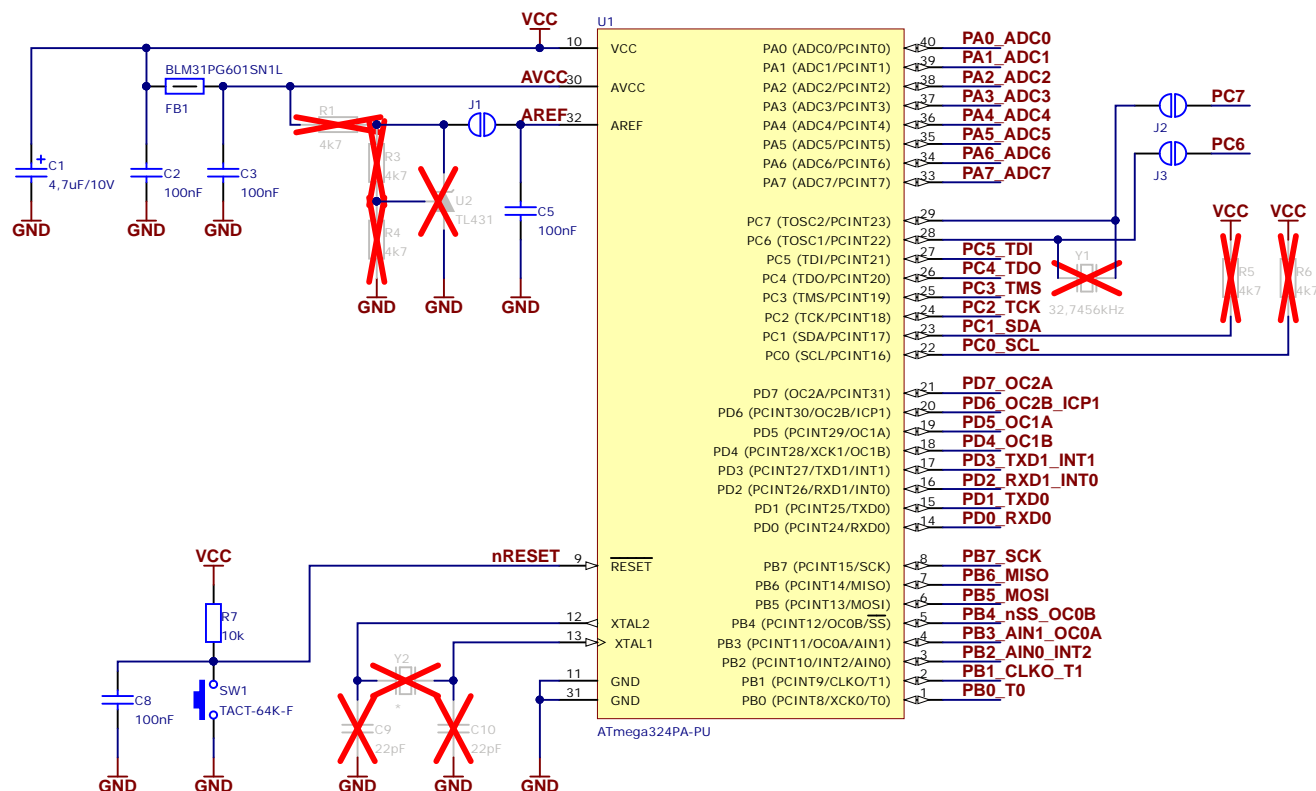 VCC
U1
10 VCC
BLM31PG601SN1L
FB1
AVCC 30 AVCC
J1
AREF 32 AREF
R1
4k7
R3
4k7
R4
4k7
U2
TL431
C1
4,7uF/10V
C2
100nF
C3
100nF
C5
100nF
GND
GND
GND
GND
GND
GND
PA0 (ADC0/PCINT0) 40 PA0_ADC0
PA1 (ADC1/PCINT1) 39 PA1_ADC1
PA2 (ADC2/PCINT2) 38 PA2_ADC2
PA3 (ADC3/PCINT3) 37 PA3_ADC3
PA4 (ADC4/PCINT4) 36 PA4_ADC4
PA5 (ADC5/PCINT5) 35 PA5_ADC5
PA6 (ADC6/PCINT6) 34 PA6_ADC6
PA7 (ADC7/PCINT7) 33 PA7_ADC7
PC7
J2
PC6
J3
PC7 (TOSC2/PCINT23) 29
PC6 (TOSC1/PCINT22) 28
PC5 (TDI/PCINT21) 27 PC5_TDI
PC4 (TDO/PCINT20) 26 PC4_TDO
PC3 (TMS/PCINT19) 25 PC3_TMS
PC2 (TCK/PCINT18) 24 PC2_TCK
PC1 (SDA/PCINT17) 23 PC1_SDA
PC0 (SCL/PCINT16) 22 PC0_SCL
Y1
32,7456kHz
VCC
R5
4k7
VCC
R6
4k7
PD7 (OC2A/PCINT31) 21 PD7_OC2A
PD6 (PCINT30/OC2B/ICP1) 20 PD6_OC2B_ICP1
PD5 (PCINT29/OC1A) 19 PD5_OC1A
PD4 (PCINT28/XCK1/OC1B) 18 PD4_OC1B
PD3 (PCINT27/TXD1/INT1) 17 PD3_TXD1_INT1
PD2 (PCINT26/RXD1/INT0) 16 PD2_RXD1_INT0
PD1 (PCINT25/TXD0) 15 PD1_TXD0
PD0 (PCINT24/RXD0) 14 PD0_RXD0
VCC
nRESET 9 RESET
R7
10k
C8
100nF
SW1
TACT-64K-F
12 XTAL2
13 XTAL1
Y2
*
C9
22pF
C10
22pF
11 GND
31 GND
PB7 (PCINT15/SCK) 8 PB7_SCK
PB6 (PCINT14/MISO) 7 PB6_MISO
PB5 (PCINT13/MOSI) 6 PB5_MOSI
PB4 (PCINT12/OC0B/SS) 5 PB4_nSS_OC0B
PB3 (PCINT11/OC0A/AIN1) 4 PB3_AIN1_OC0A
PB2 (PCINT10/INT2/AIN0) 3 PB2_AIN0_INT2
PB1 (PCINT9/CLKO/T1) 2 PB1_CLKO_T1
PB0 (PCINT8/XCK0/T0) 1 PB0_T0
ATmega324PA-PU
GND
GND
GND
GND
GND